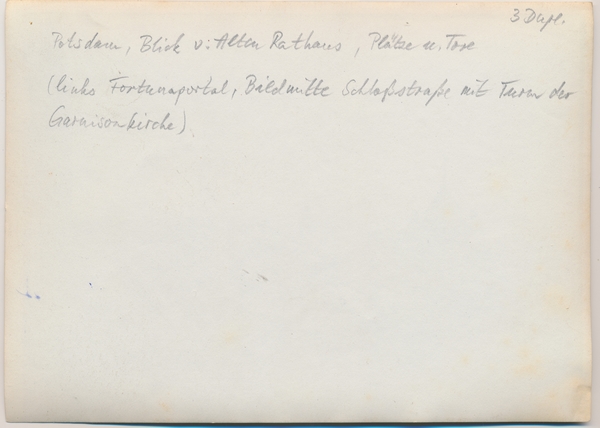 3 Dupl.
Potsdam, Blick v. Alten Rathaus, Plätze u. Tore
(links Fortunaportal, Bildmitte Schloßstraße mit Turm der
Garnisonkirche)